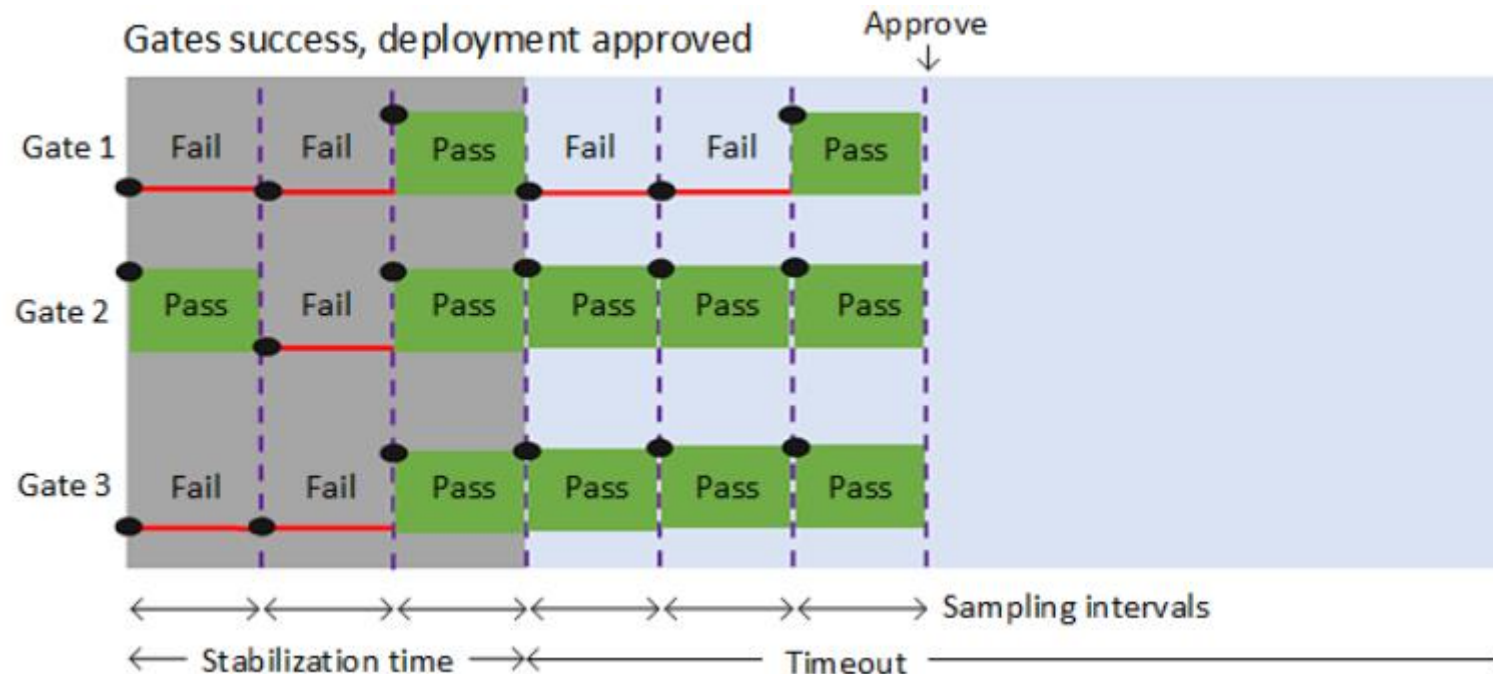 Gates success, deployment approved
Approve
Gate 1 Fail Fail Pass Fail Fail Pass
Gate 2 Pass Fail Pass Pass Pass Pass
Gate 3 Fail Fail Pass Pass Pass Pass
Sampling intervals
Stabilization time Timeout